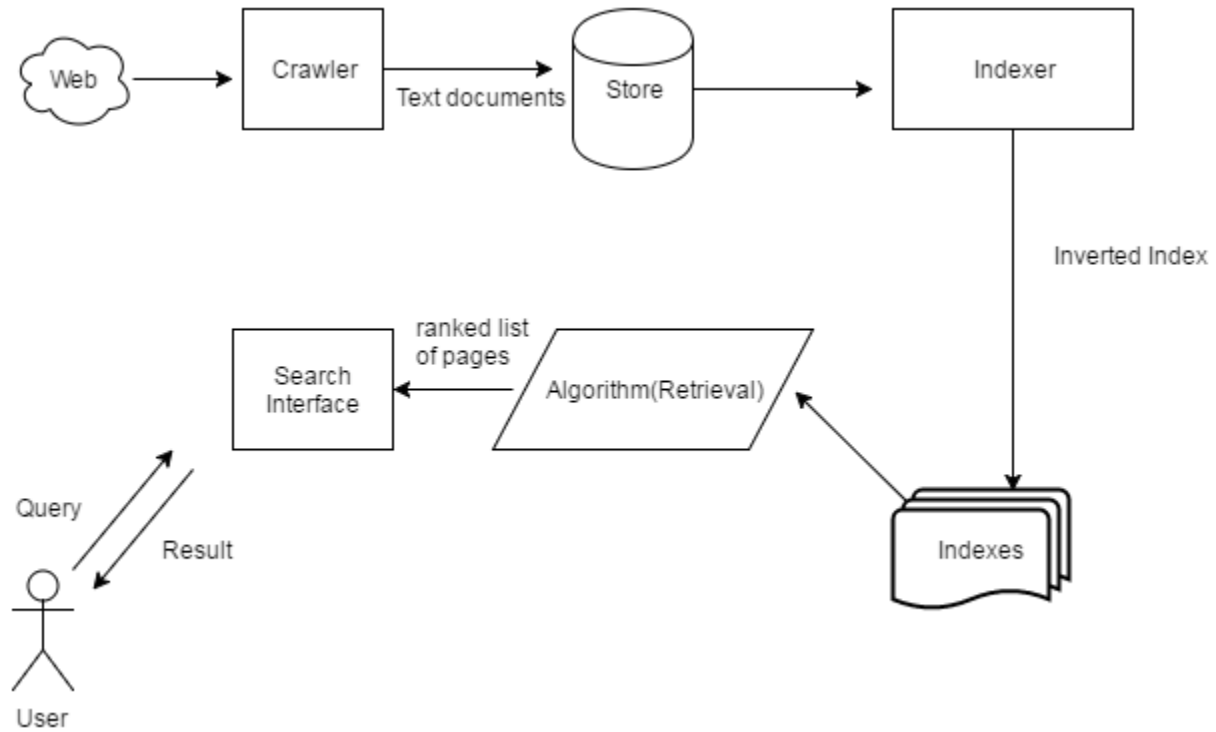 Web
Crawler
Text documents
Store
Indexer
Inverted Index
ranked list
of pages
Search
Interface
Algorithm(Retrieval)
Query
Result
Indexes
User